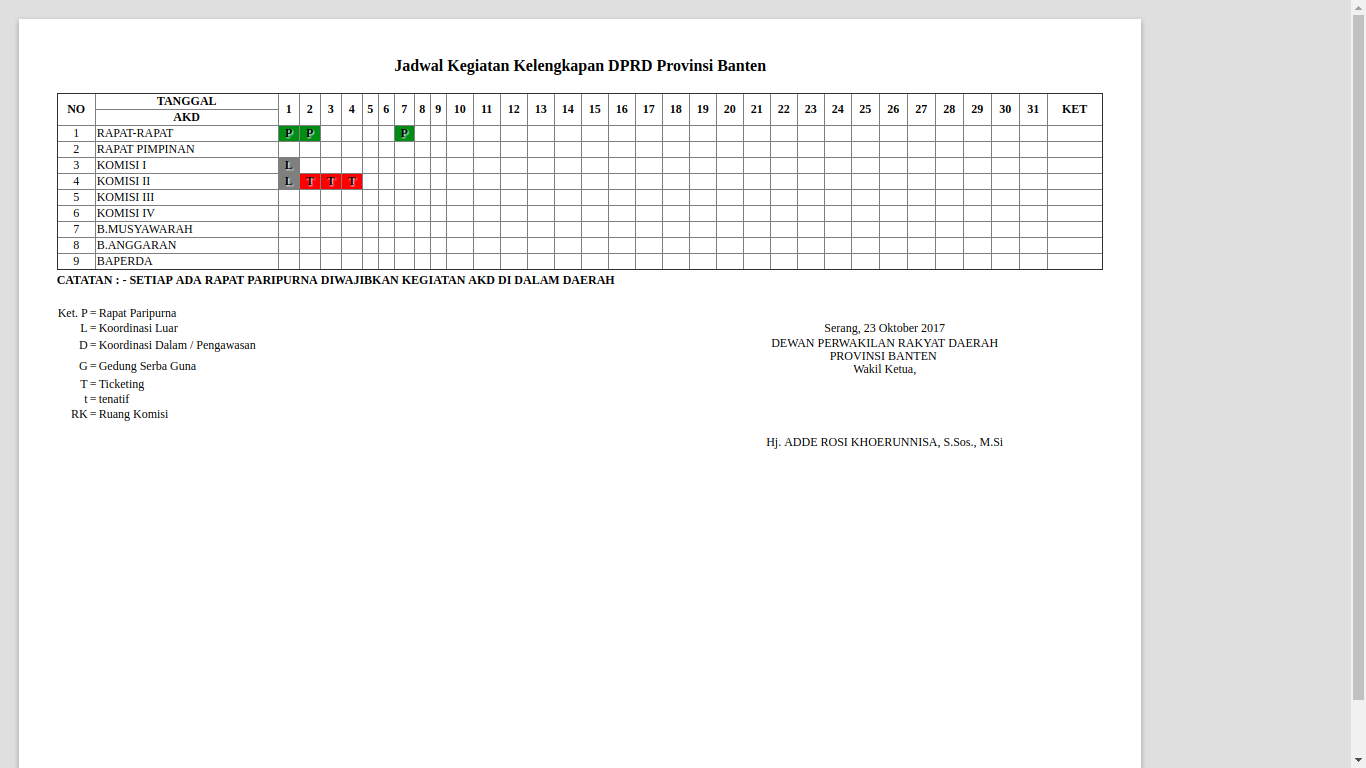 Jadwal Kegiatan Kelengkapan DPRD Provinsi Banten
NO TANGGAL 1 2 3 4 5 6 7 8 9 10 11 12 13 14 15 16 17 18 19 20 21 22 23 24 25 26 27 28 29 30 31 KET
AKD
1 RAPAT-RAPAT P P P
2 RAPAT PIMPINAN
3 KOMISI I L
4 KOMISI II L T T T
5 KOMISI III
6 KOMISI IV
7 B.MUSYAWARAH
8 B.ANGGARAN
9 BAPERDA
CATATAN : - SETIAP ADA RAPAT PARIPURNA DIWAJIBKAN KEGIATAN AKD DI DALAM DAERAH
Ket. P = Rapat Paripurna
L = Koordinasi Luar
D = Koordinasi Dalam / Pengawasan
G = Gedung Serba Guna
T = Ticketing
t = tenatif
RK = Ruang Komisi
Serang, 23 Oktober 2017
DEWAN PERWAKILAN RAKYAT DAERAH
PROVINSI BANTEN
Wakil Ketua,
Hj. ADDE ROSI KHOERUNNISA, S.Sos., M.Si